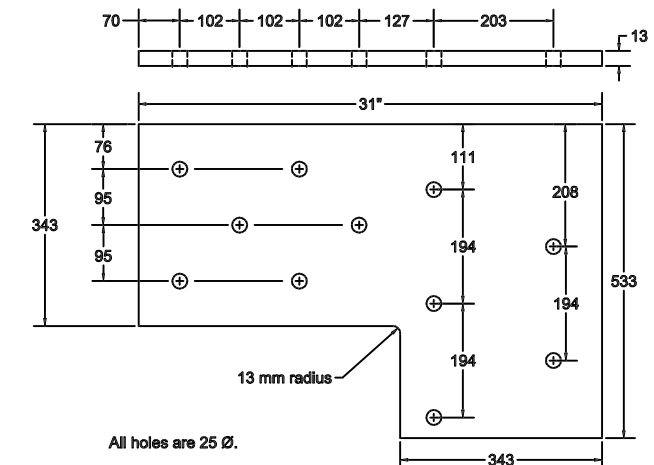 70 102 102 102 127 203
13
31"
76 111
208
95
343 194 533
95
194 194
13 mm radius
All holes are 25 Ø.
343